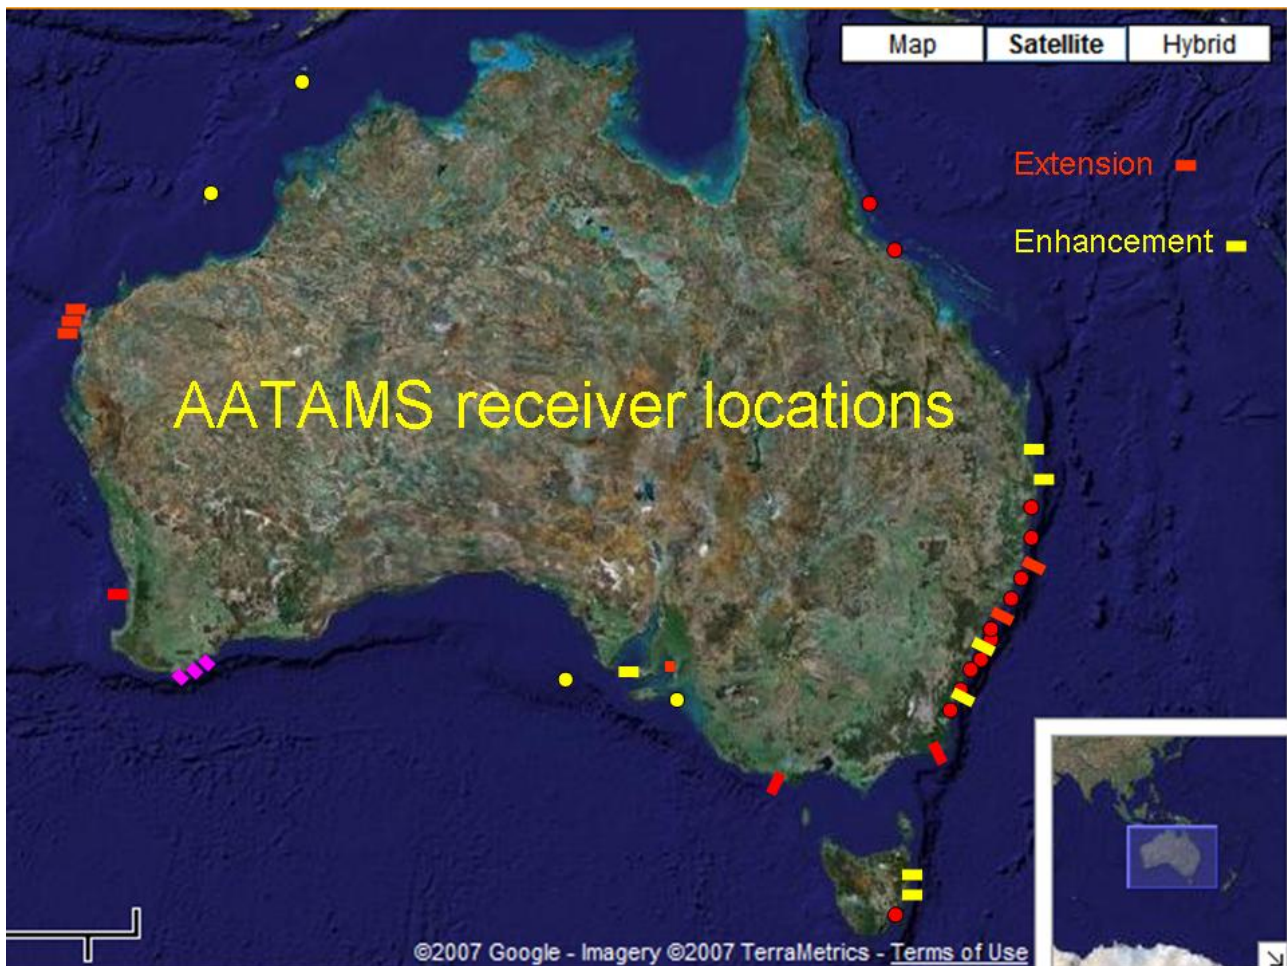 Map Satellite Hybrid
Extension
Enhancement
AATAMS receiver locations
©2007 Google - Imagery ©2007 TerraMetrics - Terms of Use